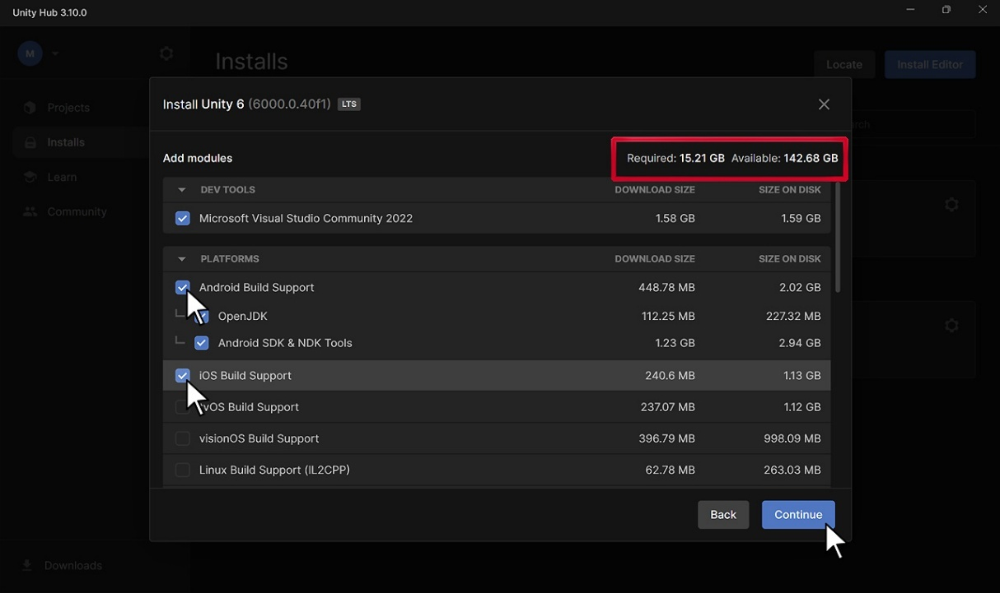 Unity Hub 3.10.0
M
Installs
Locate
Install Editor
Projects
Installs
Learn
Community
Downloads
Install Unity 6 (6000.0.40f1) LTS
Add modules
Required: 15.21 GB Available: 142.68 GB
DEV TOOLS DOWNLOAD SIZE SIZE ON DISK
Microsoft Visual Studio Community 2022 1.58 GB 1.59 GB
PLATFORMS DOWNLOAD SIZE SIZE ON DISK
Android Build Support 448.78 MB 2.02 GB
OpenJDK 112.25 MB 227.32 MB
Android SDK & NDK Tools 1.23 GB 2.94 GB
iOS Build Support 240.6 MB 1.13 GB
tvOS Build Support 237.07 MB 1.12 GB
visionOS Build Support 396.79 MB 998.09 MB
Linux Build Support (IL2CPP) 62.78 MB 263.03 MB
Back
Continue